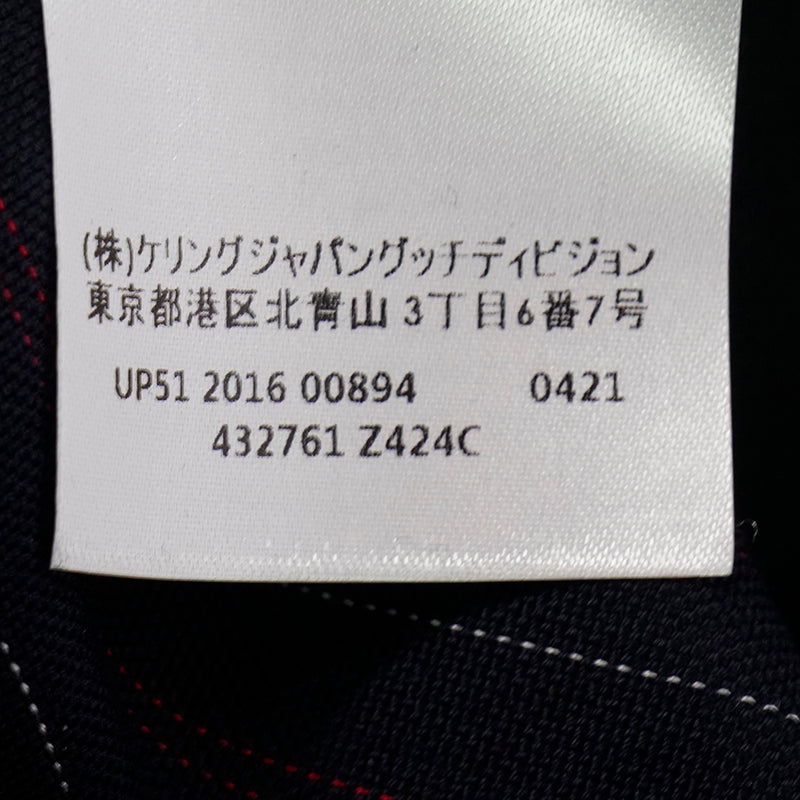 (株)ケリングジャパングッチディビジョン
東京都港区北青山 3丁目6番7号
UP51 2016 00894 0421
432761 Z424C